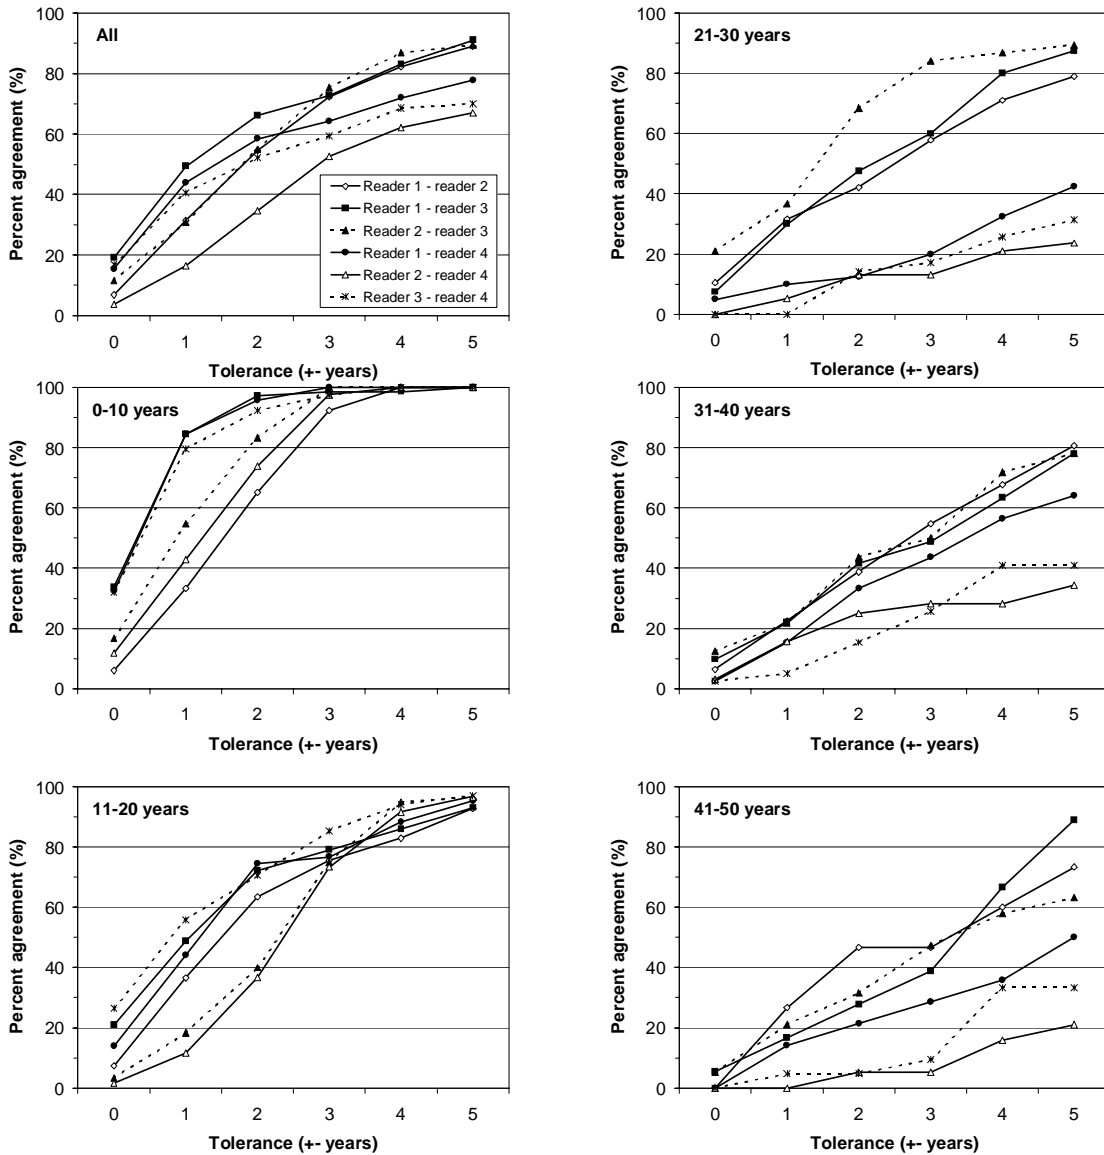 All
Percent agreement (%)
100
80
60
40
20
0
Reader 1 - reader 2
Reader 1 - reader 3
Reader 2 - reader 3
Reader 1 - reader 4
Reader 2 - reader 4
Reader 3 - reader 4
0 1 2 3 4 5
Tolerance (+- years)
21-30 years
Percent agreement (%)
100
80
60
40
20
0
0 1 2 3 4 5
Tolerance (+- years)
0-10 years
Percent agreement (%)
100
80
60
40
20
0
0 1 2 3 4 5
Tolerance (+- years)
31-40 years
Percent agreement (%)
100
80
60
40
20
0
0 1 2 3 4 5
Tolerance (+- years)
11-20 years
Percent agreement (%)
100
80
60
40
20
0
0 1 2 3 4 5
Tolerance (+- years)
41-50 years
Percent agreement (%)
100
80
60
40
20
0
0 1 2 3 4 5
Tolerance (+- years)